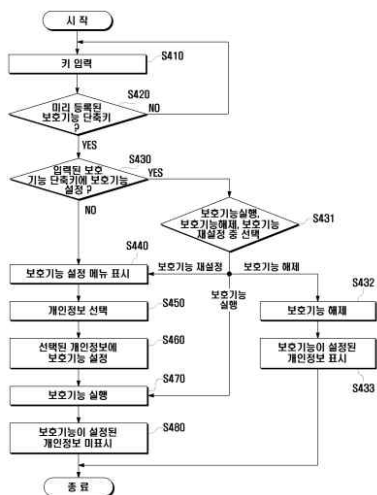 시 작
S410
키 입력
S420
미리 등록된
보호기능 단축키
?
NO
YES
S430
입력된 보호
기능 단축키에 보호기능
설정 ?
YES
NO
S431
보호기능실행,
보호기능해제, 보호기능
재설정 중 선택
S440
보호기능 설정 메뉴 표시
보호기능 재설정
보호기능 해제
보호기능
실행
S432
보호기능 해제
S450
개인정보 선택
S460
선택된 개인정보에
보호기능 설정
보호기능이 설정된
개인정보 표시
S433
S470
보호기능 실행
S480
보호기능이 설정된
개인정보 미표시
종 료